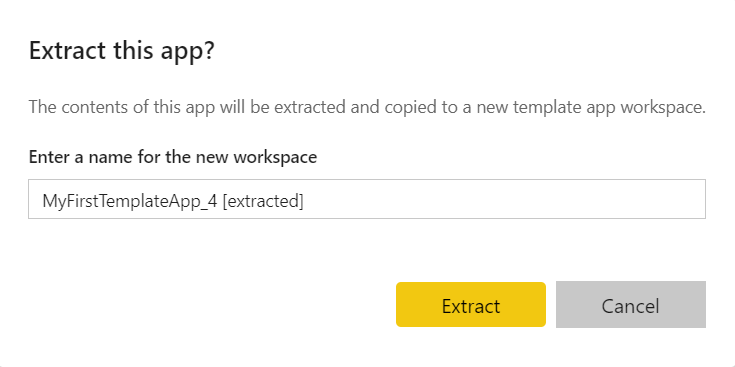 Extract this app?
The contents of this app will be extracted and copied to a new template app workspace.
Enter a name for the new workspace
MyFirstTemplateApp_4 [extracted]
Extract
Cancel